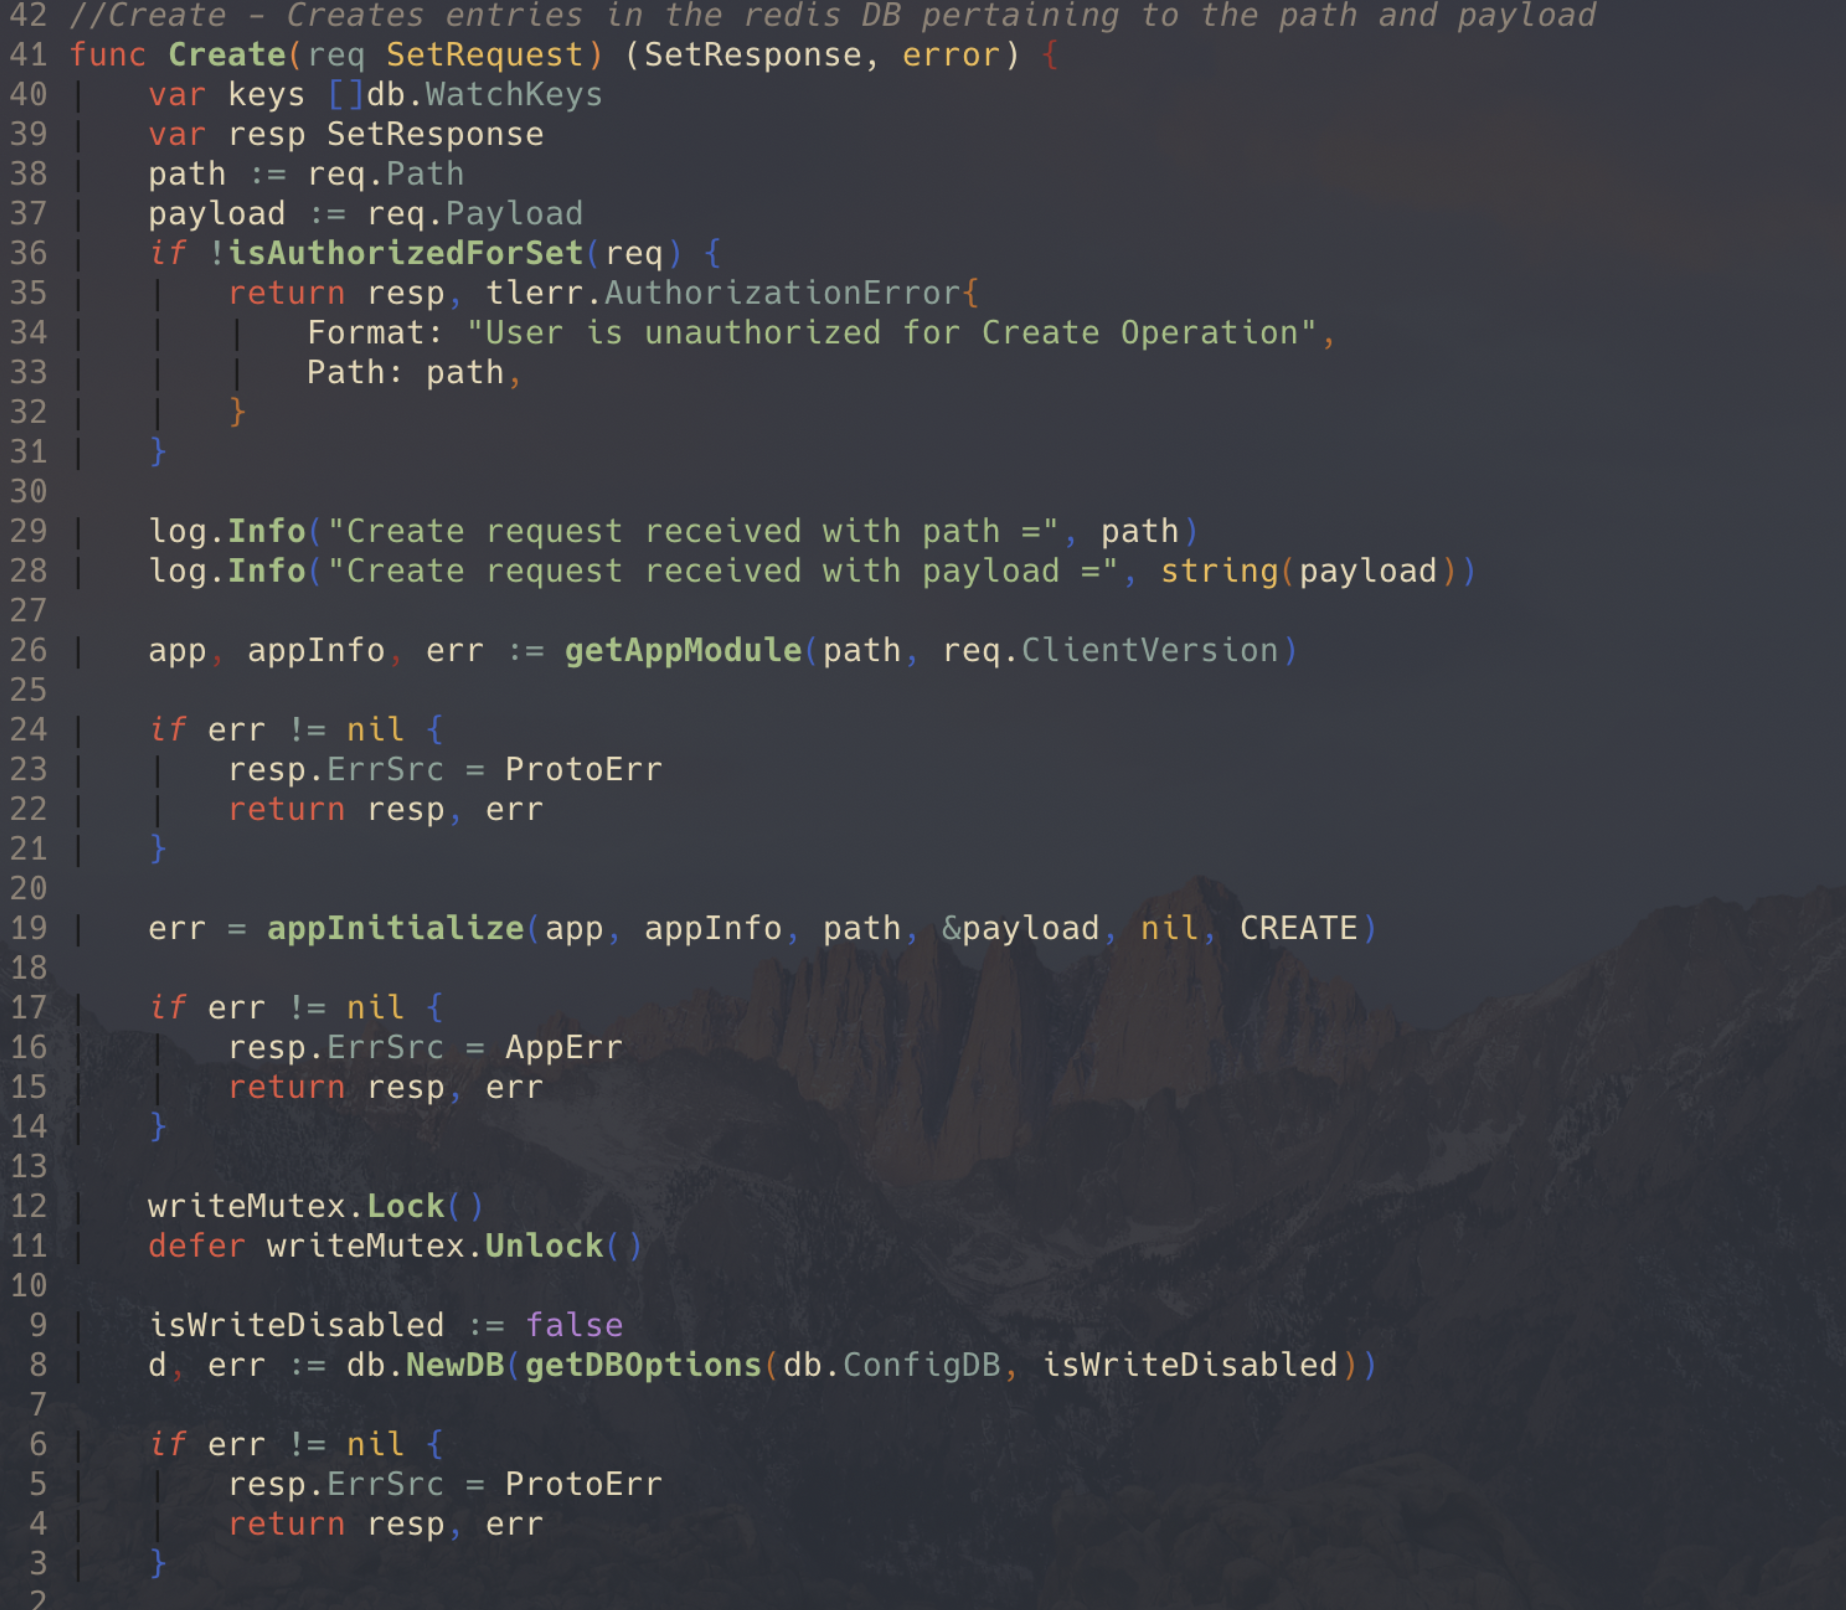 42 //Create - Creates entries in the redis DB pertaining to the path and payload
41 func Create(req SetRequest) (SetResponse, error) {
40 |   var keys []db.WatchKeys
39 |   var resp SetResponse
38 |   path := req.Path
37 |   payload := req.Payload
36 |   if !isAuthorizedForSet(req) {
35 |   |   return resp, tlerr.AuthorizationError{
34 |   |   |   Format: "User is unauthorized for Create Operation",
33 |   |   |   Path: path,
32 |   |   }
31 |   }
30
29 |   log.Info("Create request received with path =", path)
28 |   log.Info("Create request received with payload =", string(payload))
27
26 |   app, appInfo, err := getAppModule(path, req.ClientVersion)
25
24 |   if err != nil {
23 |   |   resp.ErrSrc = ProtoErr
22 |   |   return resp, err
21 |   }
20
19 |   err = appInitialize(app, appInfo, path, &payload, nil, CREATE)
18
17 |   if err != nil {
16 |   |   resp.ErrSrc = AppErr
15 |   |   return resp, err
14 |   }
13
12 |   writeMutex.Lock()
11 |   defer writeMutex.Unlock()
10
9 |   isWriteDisabled := false
8 |   d, err := db.NewDB(getDBOptions(db.ConfigDB, isWriteDisabled))
7
6 |   if err != nil {
5 |   |   resp.ErrSrc = ProtoErr
4 |   |   return resp, err
3 |   }
2